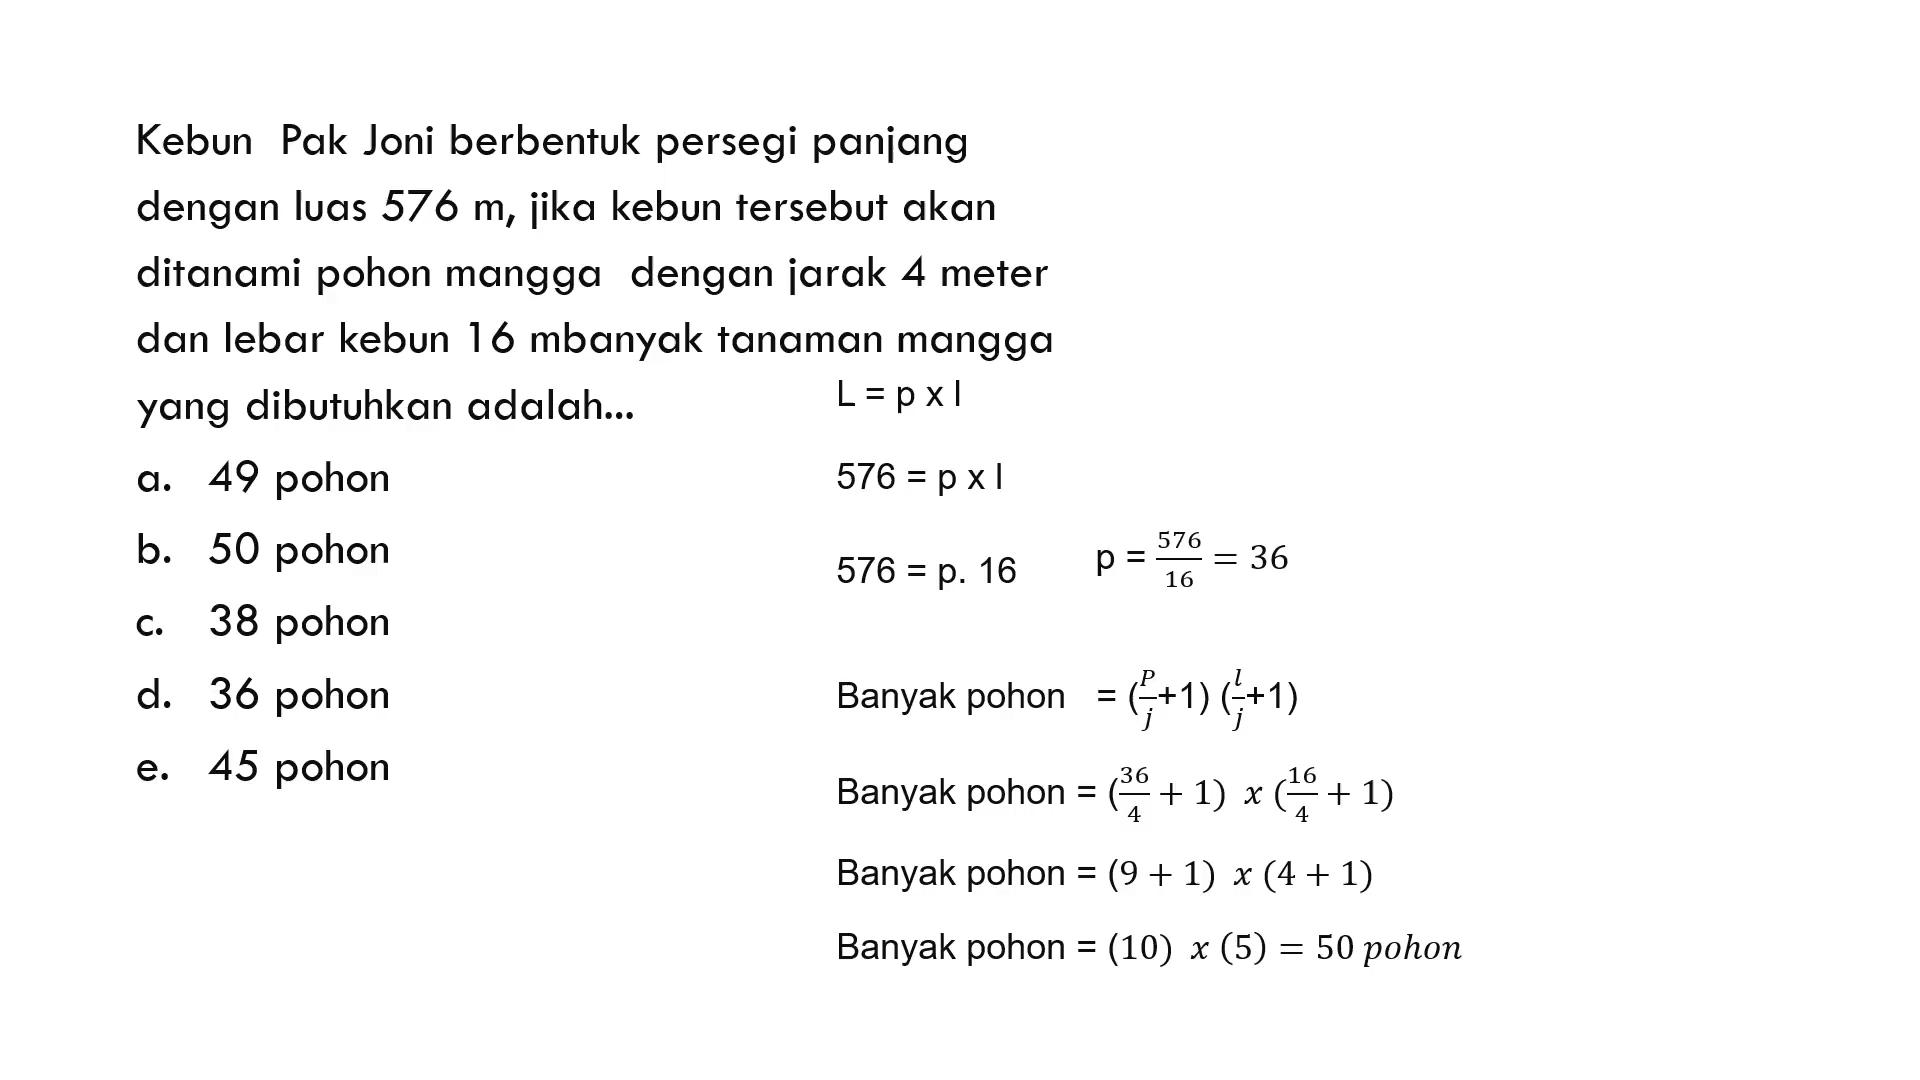 Kebun Pak Joni berbentuk persegi panjang
dengan luas 576 m, jika kebun tersebut akan
ditanami pohon mangga dengan jarak 4 meter
dan lebar kebun 16 mbanyak tanaman mangga
yang dibutuhkan adalah...
a. 49 pohon
b. 50 pohon
c. 38 pohon
d. 36 pohon
e. 45 pohon
L = p x l
576 = p x l
576 = p. 16 p = 576/16 = 36
Banyak pohon = (P/j+1) (l/j+1)
Banyak pohon = (36/4 + 1) x (16/4 + 1)
Banyak pohon = (9 + 1) x (4 + 1)
Banyak pohon = (10) x (5) = 50 pohon